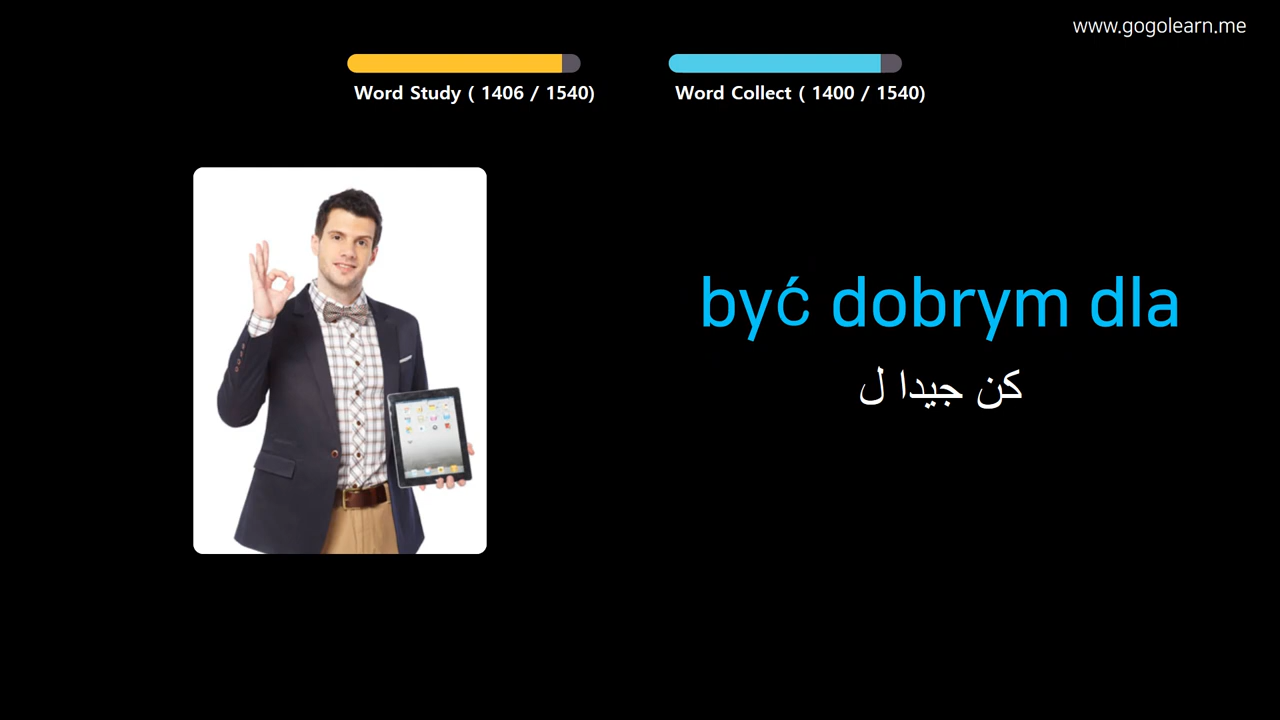 www.gogolearn.me
Word Study ( 1406 / 1540)
Word Collect ( 1400 / 1540)
być dobrym dla
كن جيدا ل